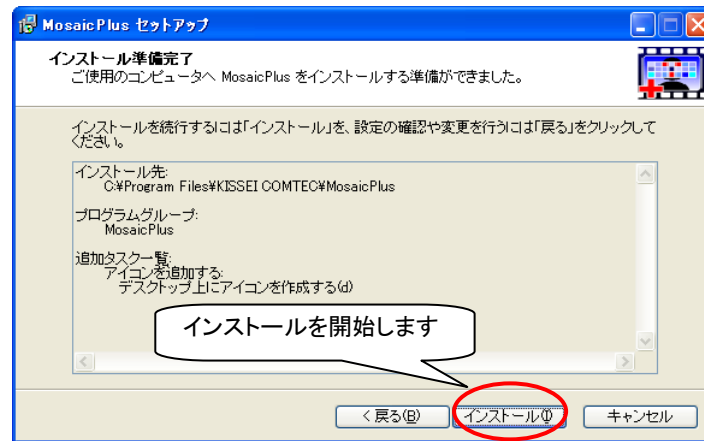 MosaicPlus セットアップ
インストール準備完了
ご使用のコンピュータへ MosaicPlus をインストールする準備ができました。
インストールを続行するには「インストール」を、設定の確認や変更を行うには「戻る」をクリックして
ください。
インストール先:
C:¥Program Files¥KISSEI COMTEC¥MosaicPlus
プログラムグループ:
MosaicPlus
追加タスク一覧:
アイコンを追加する:
デスクトップ上にアイコンを作成する(d)
インストールを開始します
< 戻る(B)
インストール(I)
キャンセル